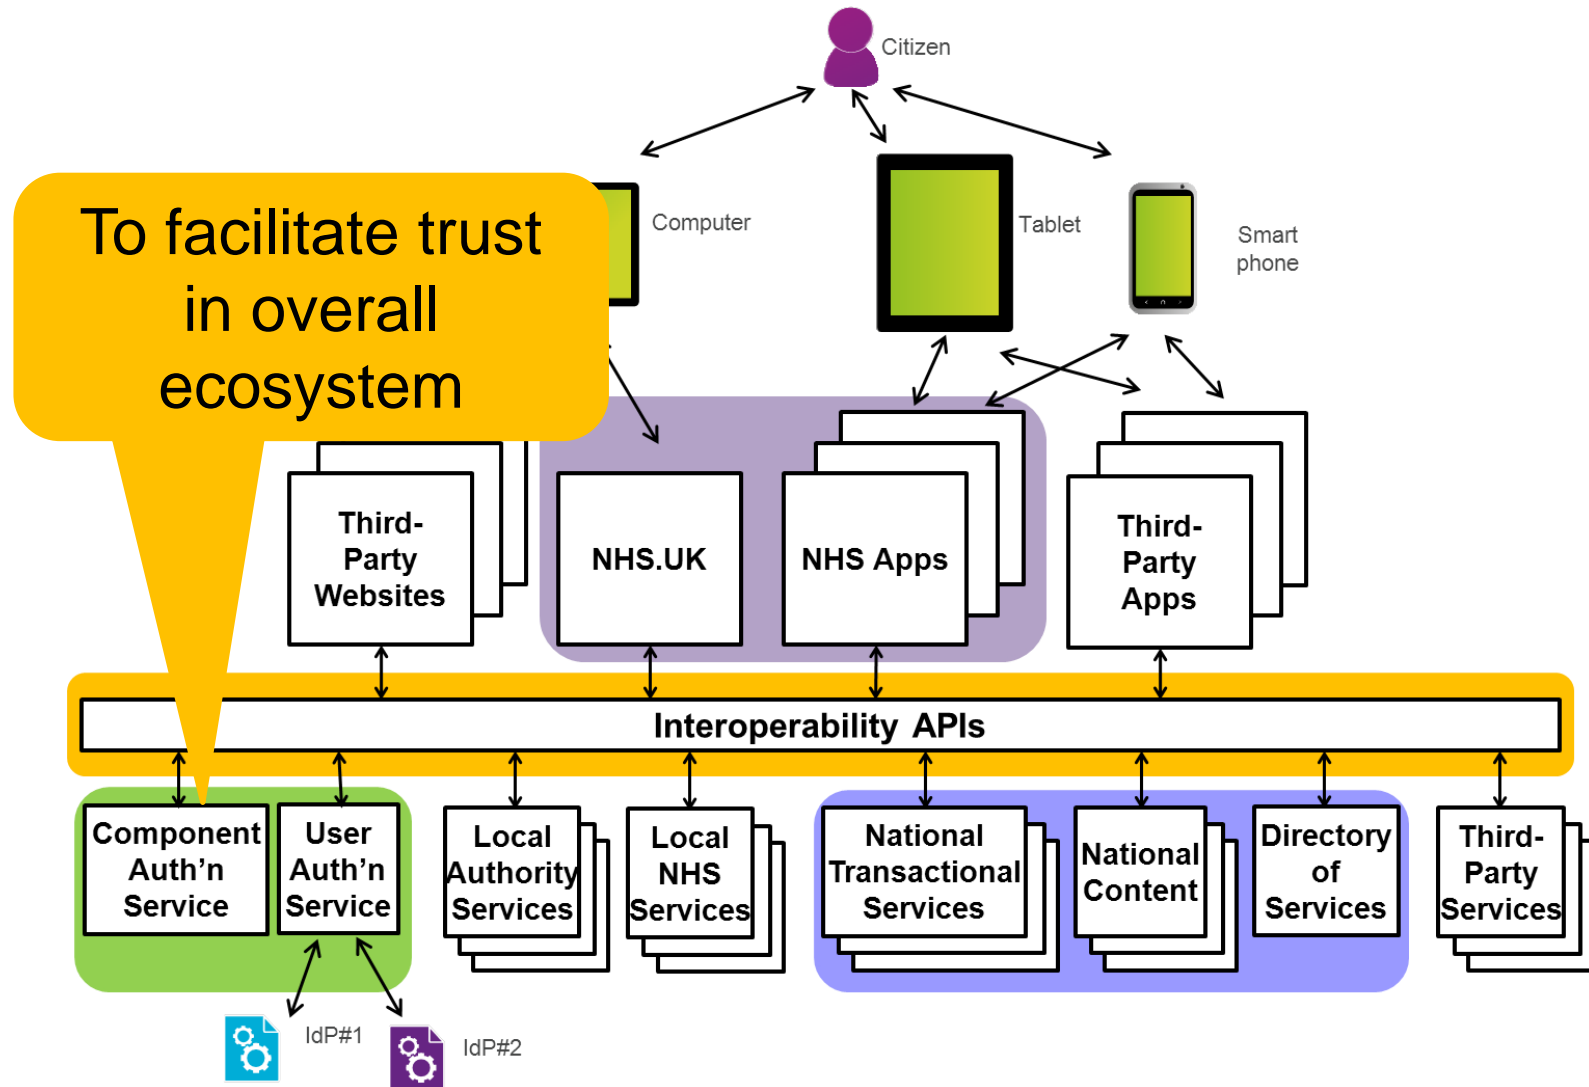 Citizen
To facilitate trust
in overall
ecosystem
Computer
Tablet
Smart
phone
Third-
Party
Websites
NHS.UK
NHS Apps
Third-
Party
Apps
Interoperability APIs
Component
Auth’n
Service
User
Auth’n
Service
Local
Authority
Services
Local
NHS
Services
National
Transactional
Services
National
Content
Directory
of
Services
Third-
Party
Services
IdP#1
IdP#2